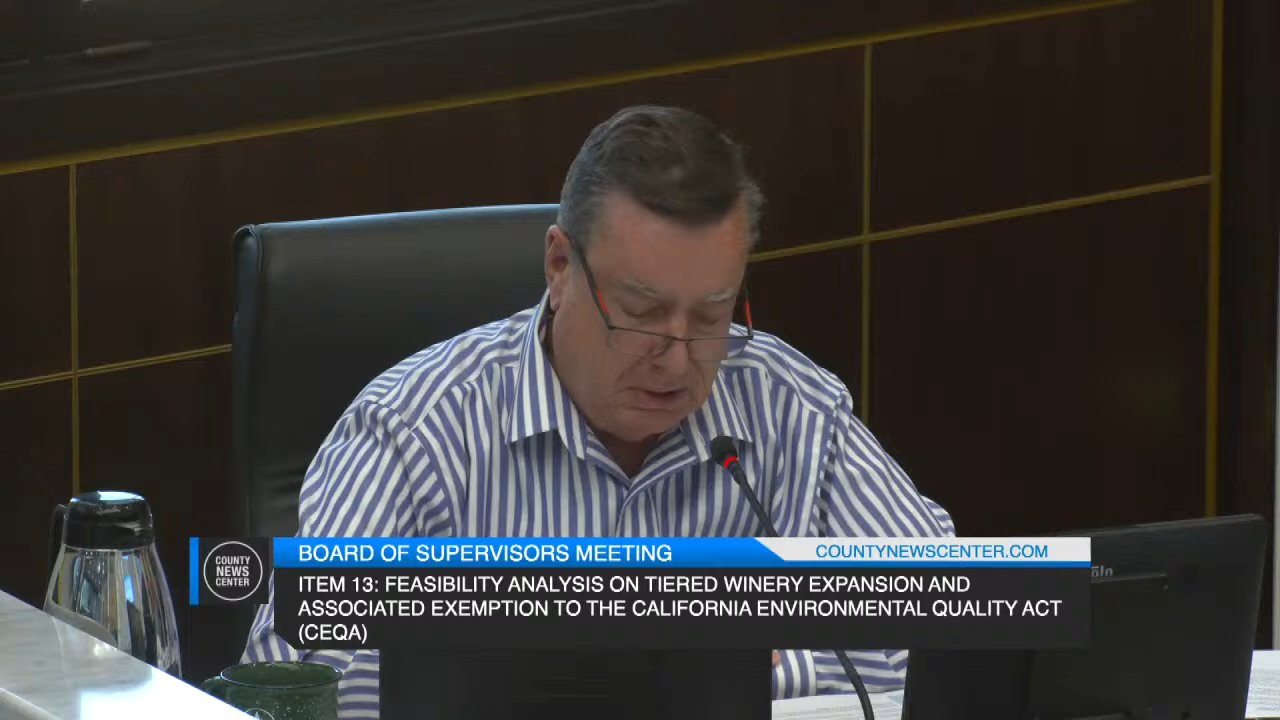 COUNTY
NEWS
CENTER
BOARD OF SUPERVISORS MEETING
COUNTYNEWSCENTER.COM
ITEM 13: FEASIBILITY ANALYSIS ON TIERED WINERY EXPANSION AND
ASSOCIATED EXEMPTION TO THE CALIFORNIA ENVIRONMENTAL QUALITY ACT
(CEQA)